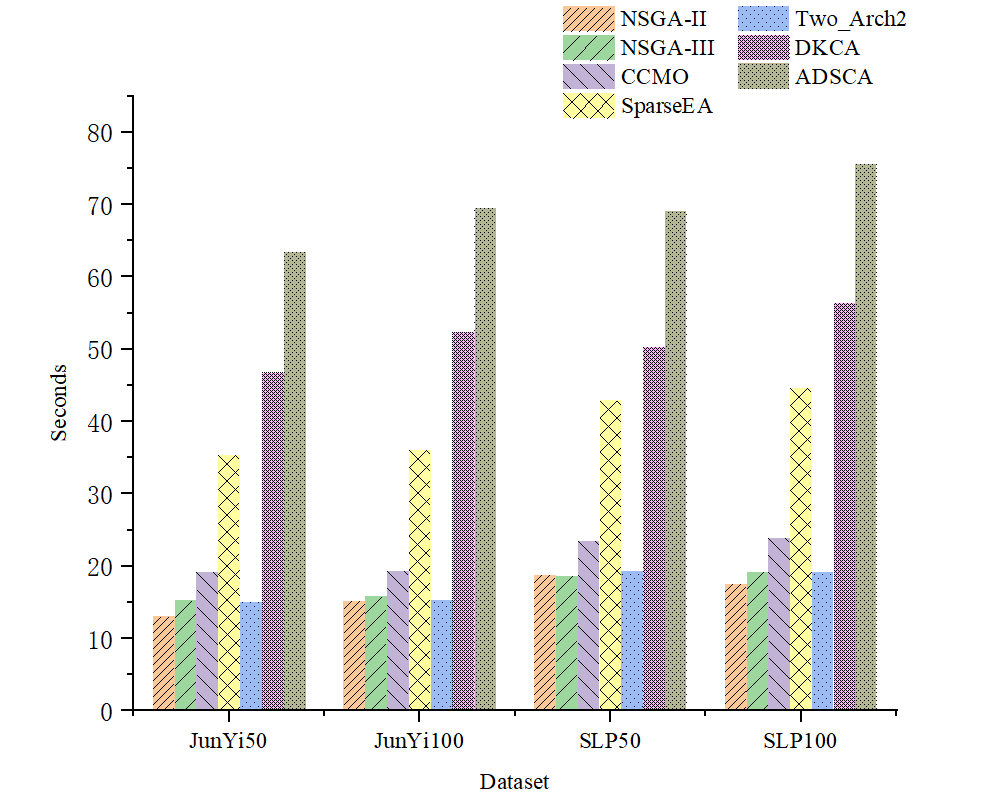 NSGA-II
NSGA-III
CCMO
SparseEA
Two_Arch2
DKCA
ADSCA
80
70
60
50
40
30
20
10
0
Seconds
JunYi50 JunYi100 SLP50 SLP100
Dataset